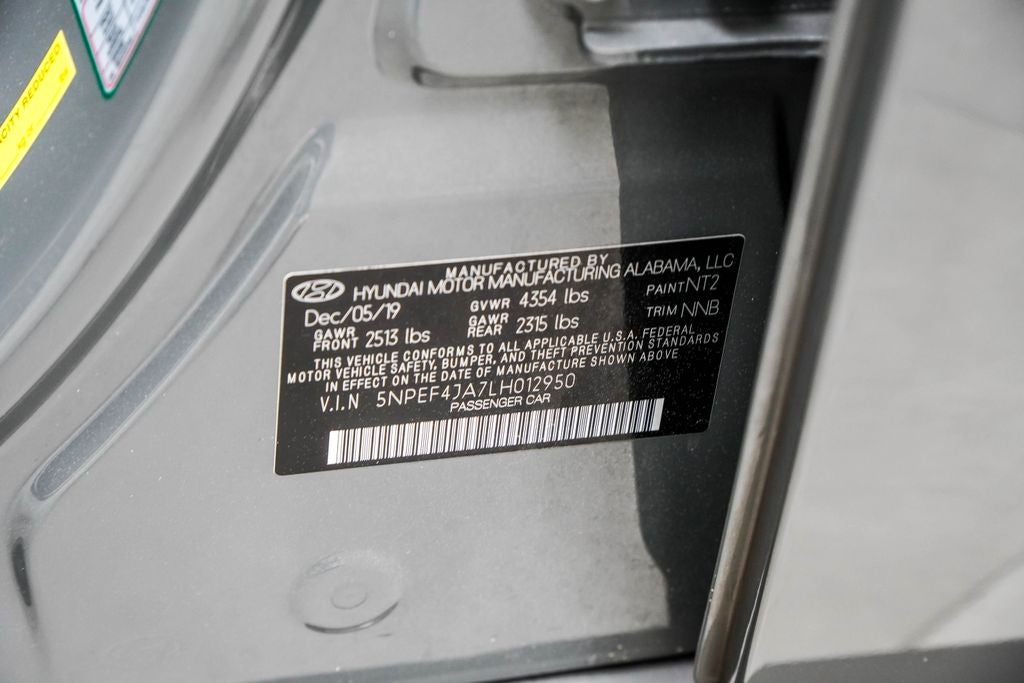 CITY REDUCED
MANUFACTURED BY
HYUNDAI MOTOR MANUFACTURING ALABAMA, LLC
Dec/05/19 GVWR 4354 lbs PAINT NT2
GAWR FRONT 2513 lbs GAWR REAR 2315 lbs TRIM NNB
THIS VEHICLE CONFORMS TO ALL APPLICABLE U.S.A. FEDERAL
MOTOR VEHICLE SAFETY, BUMPER, AND THEFT PREVENTION STANDARDS
IN EFFECT ON THE DATE OF MANUFACTURE SHOWN ABOVE
V.I.N 5NPEF4JA7LH012950
PASSENGER CAR